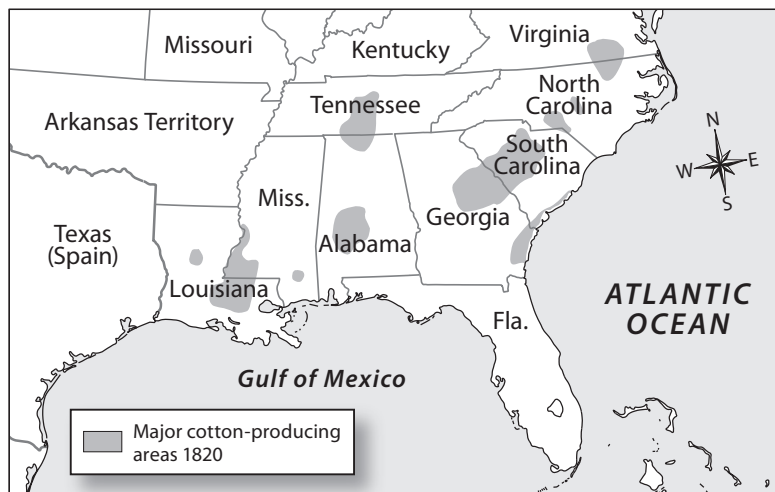 Missouri
Kentucky
Virginia
Arkansas Territory
Tennessee
North
Carolina
South
Carolina
N
W
E
S
Texas
(Spain)
Miss.
Alabama
Georgia
Louisiana
Fla.
ATLANTIC
OCEAN
Gulf of Mexico
Major cotton-producing
areas 1820